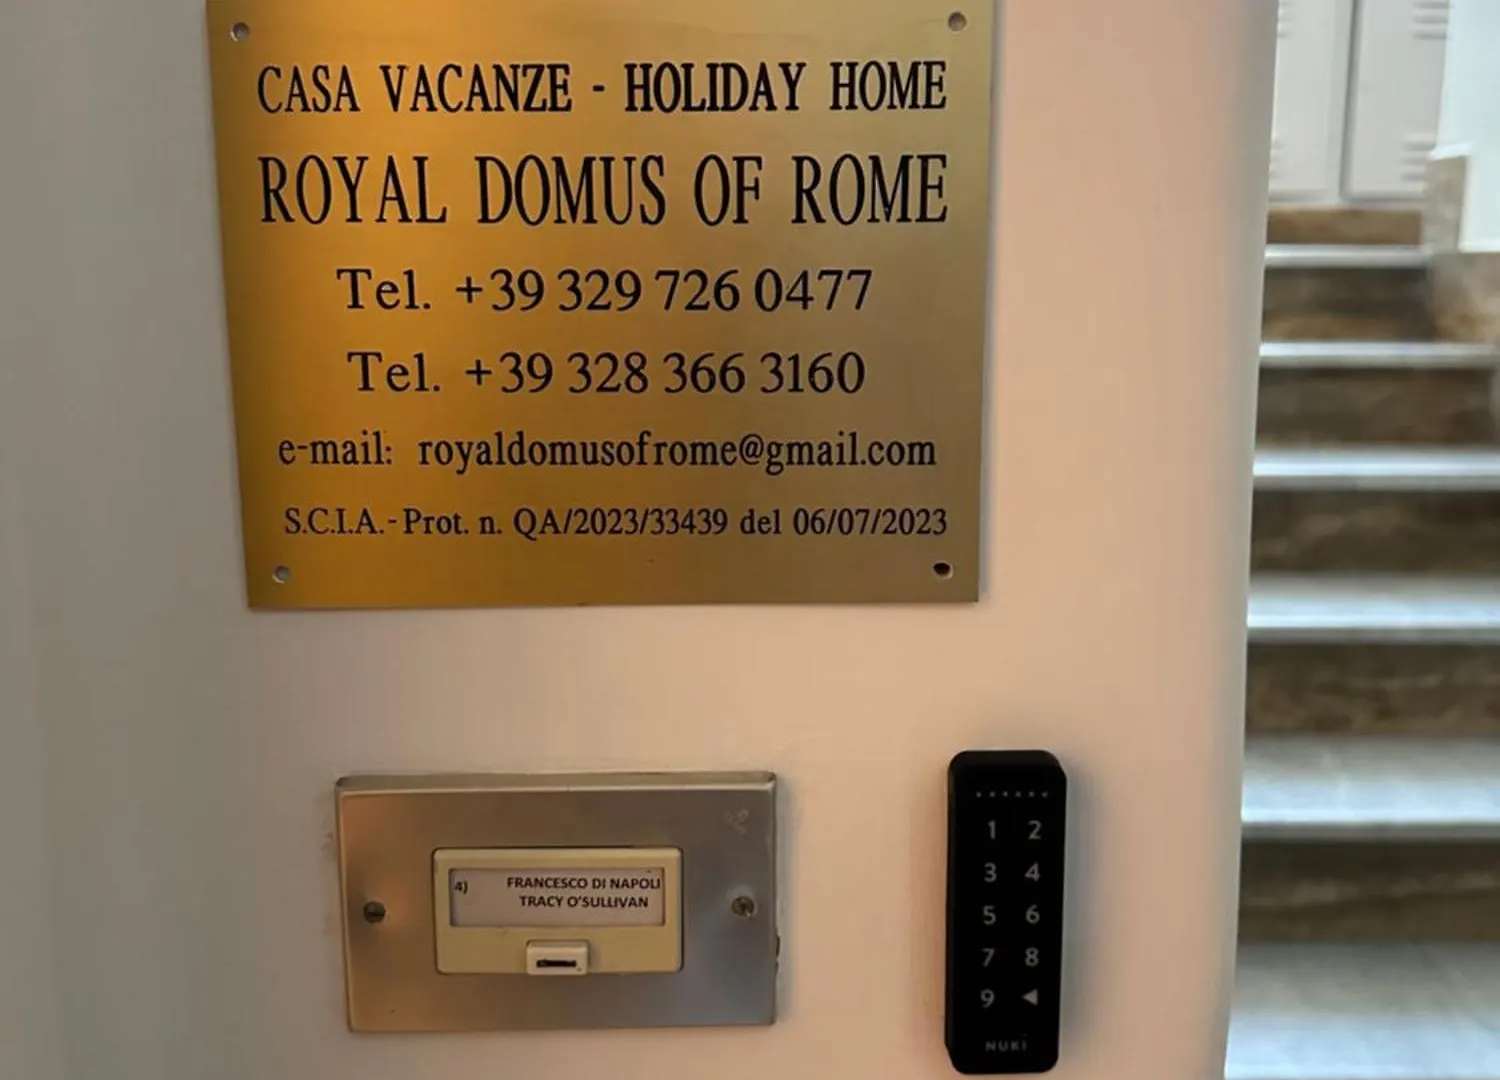 CASA VACANZE - HOLIDAY HOME
ROYAL DOMUS OF ROME
Tel. +39 329 726 0477
Tel. +39 328 366 3160
e-mail: royaldomusofrome@gmail.com
S.C.I.A.- Prot. n. QA/2023/33439 del 06/07/2023
4) FRANCESCO DI NAPOLI
TRACY O'SULLIVAN
1 2
3 4
5 6
7 8
9 ◀
NUKI